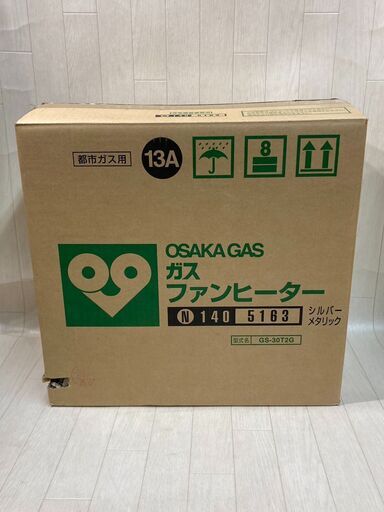 都市ガス用
13A
8
OSAKA GAS
ガス
ファンヒーター
N 140 5163
シルバー
メタリック
型式名 GS-30T2G